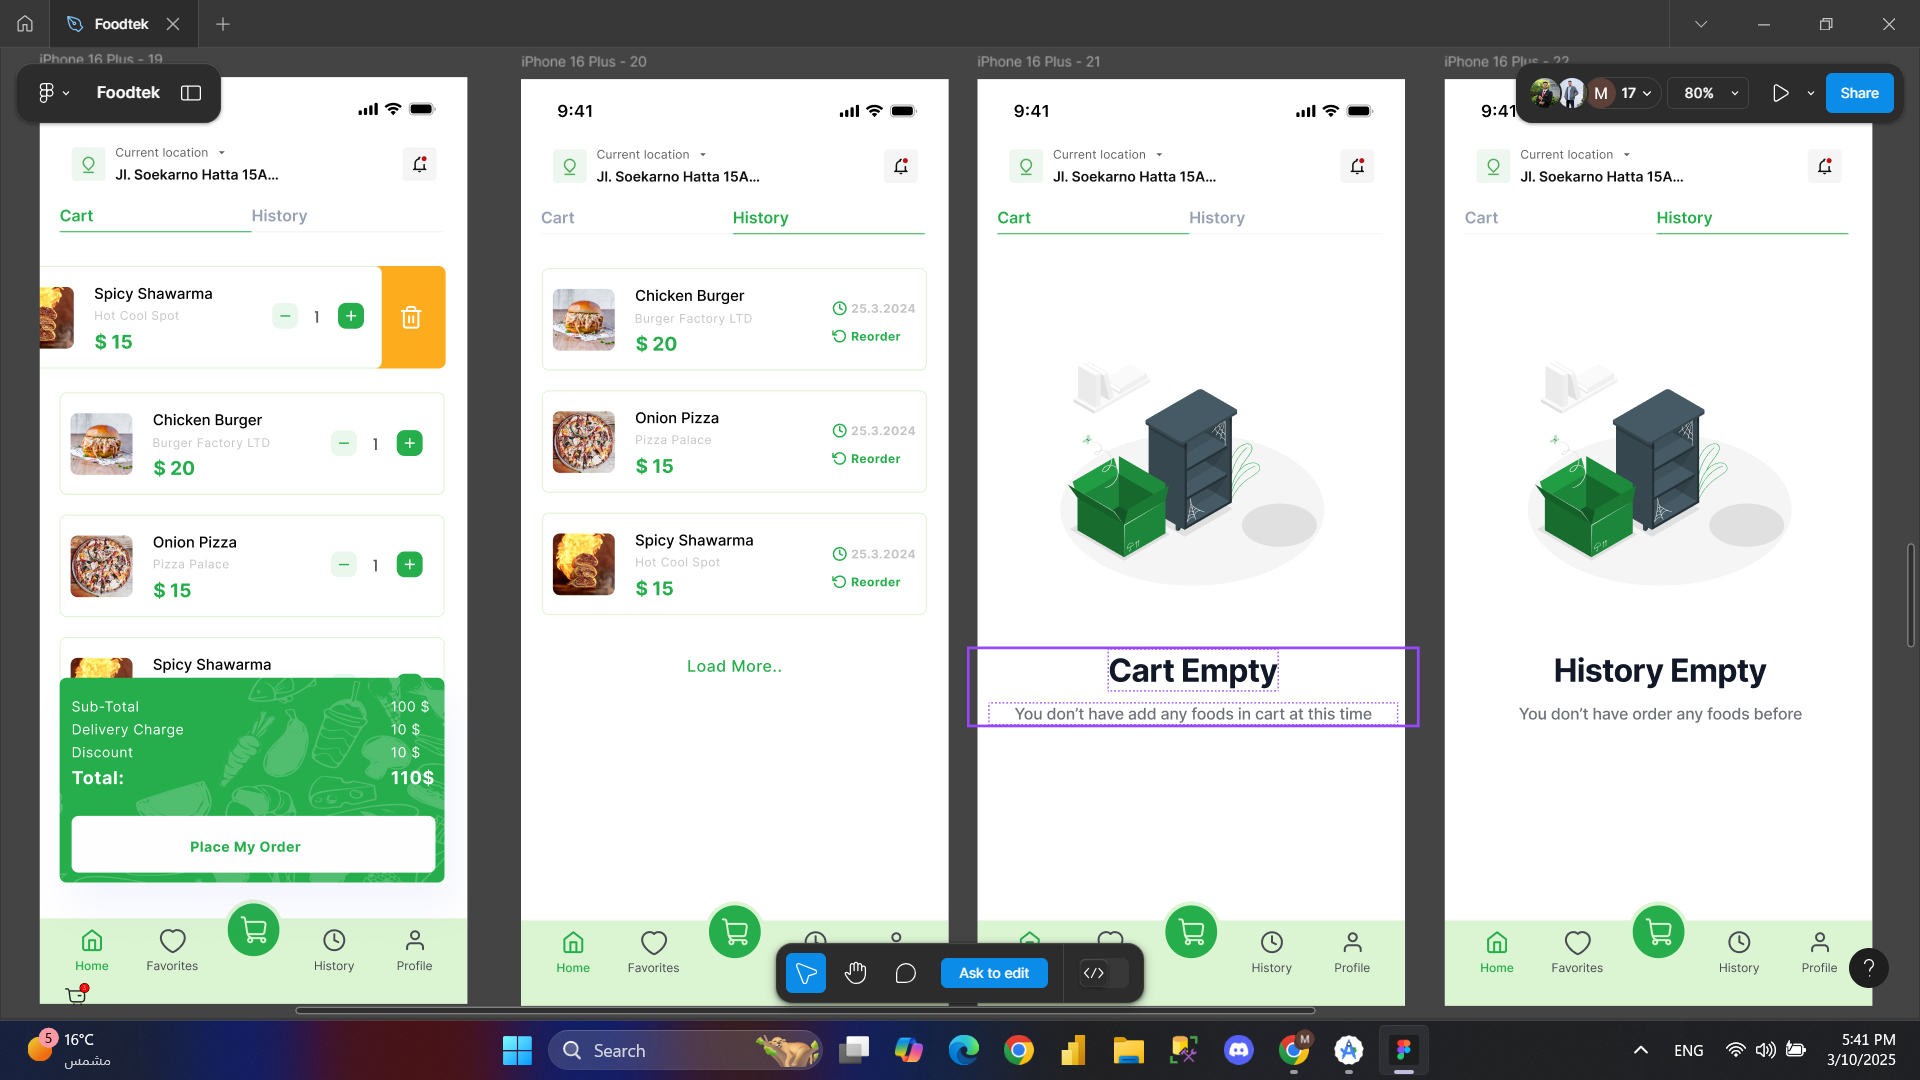 Foodtek
iPhone 16 Plus - 19
iPhone 16 Plus - 20
iPhone 16 Plus - 21
iPhone 16 Plus - 22
Foodtek
M
17
80%
Share
Current location
Jl. Soekarno Hatta 15A...
Cart
History
Spicy Shawarma
Hot Cool Spot
$ 15
1
Chicken Burger
Burger Factory LTD
$ 20
1
Onion Pizza
Pizza Palace
$ 15
1
Spicy Shawarma
Sub-Total 100 $
Delivery Charge 10 $
Discount 10 $
Total: 110$
Place My Order
Home
Favorites
History
Profile
9:41
Current location
Jl. Soekarno Hatta 15A...
Cart
History
Chicken Burger
Burger Factory LTD
$ 20
25.3.2024
Reorder
Onion Pizza
Pizza Palace
$ 15
25.3.2024
Reorder
Spicy Shawarma
Hot Cool Spot
$ 15
25.3.2024
Reorder
Load More..
Home
Favorites
9:41
Current location
Jl. Soekarno Hatta 15A...
Cart
History
Cart Empty
You don't have add any foods in cart at this time
History
Profile
9:41
Current location
Jl. Soekarno Hatta 15A...
Cart
History
History Empty
You don't have order any foods before
Home
Favorites
History
Profile
Ask to edit
?
5
16°C
مشمس
Search
M
ENG
5:41 PM
3/10/2025